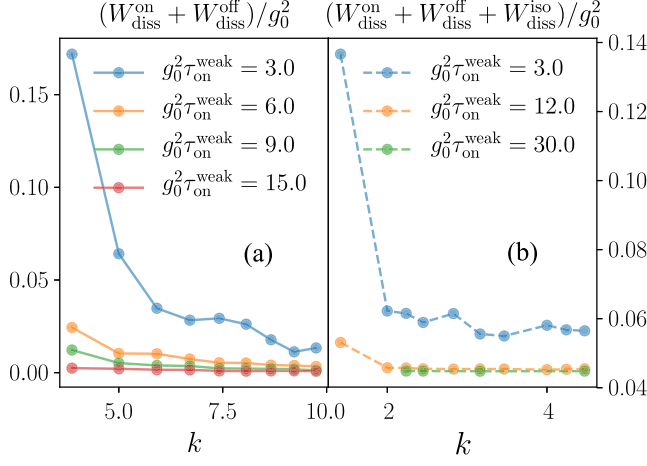 (W_diss^on + W_diss^off)/g_0^2
(W_diss^on + W_diss^off + W_diss^iso)/g_0^2
0.15
0.10
0.05
0.00
g_0^2 τ_on^weak = 3.0
g_0^2 τ_on^weak = 6.0
g_0^2 τ_on^weak = 9.0
g_0^2 τ_on^weak = 15.0
(a)
5.0
7.5
10.0
k
g_0^2 τ_on^weak = 3.0
g_0^2 τ_on^weak = 12.0
g_0^2 τ_on^weak = 30.0
(b)
0.14
0.12
0.10
0.08
0.06
0.04
2
4
k